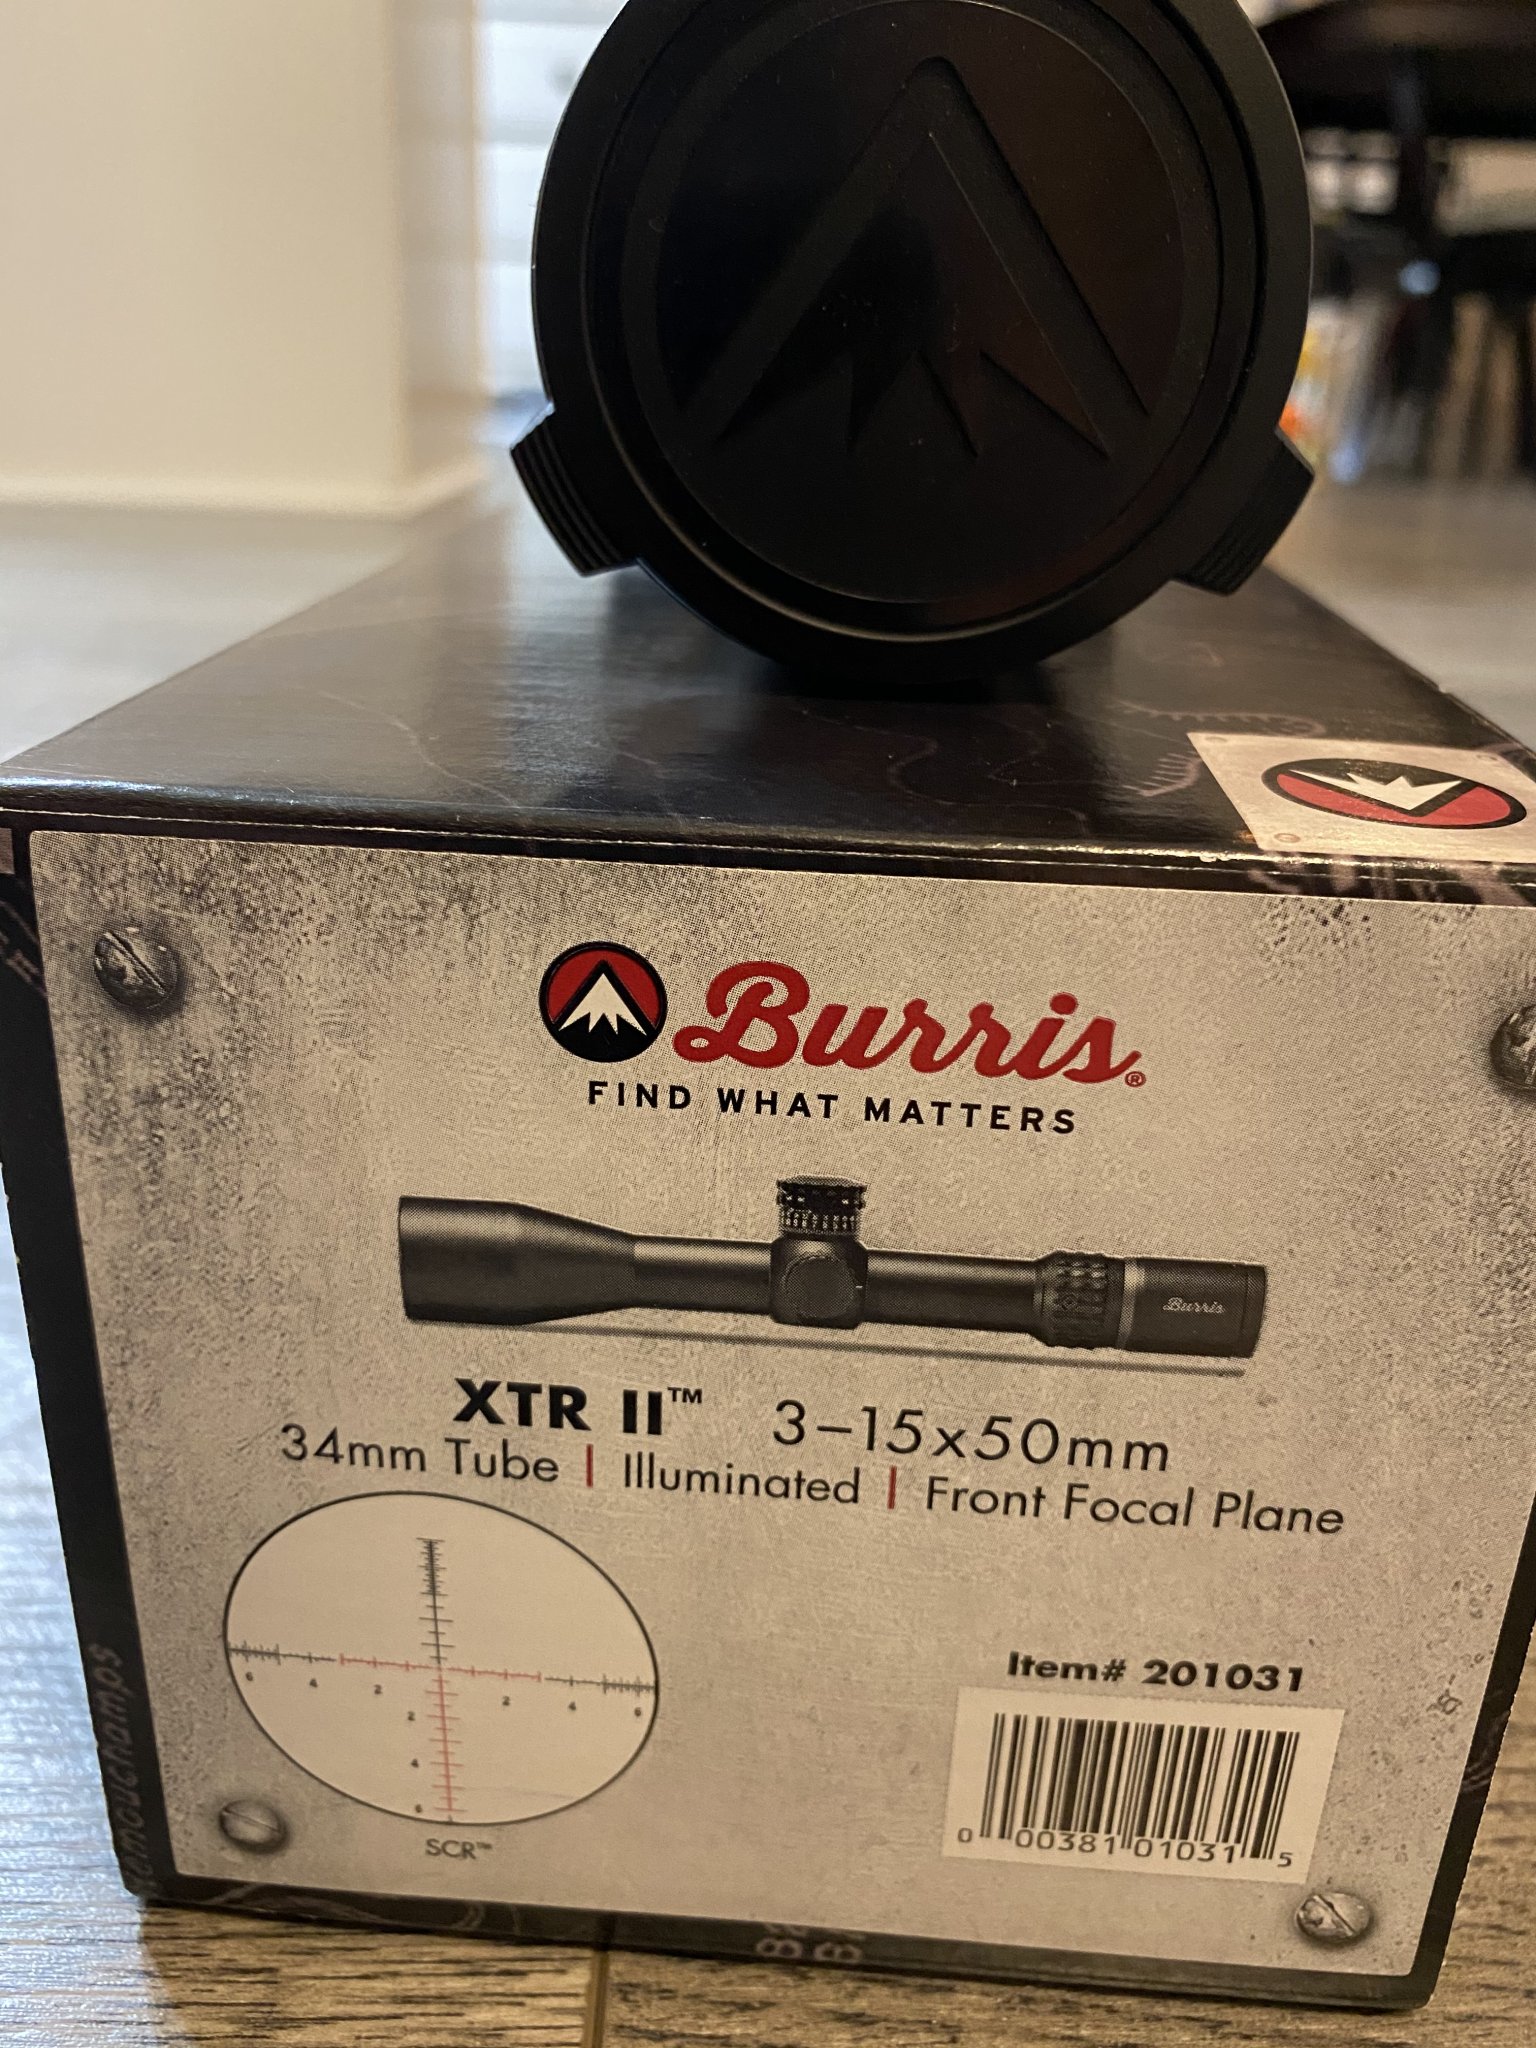 Burris®
FIND WHAT MATTERS
Burris
XTR II™ 3–15x50mm
34mm Tube | Illuminated | Front Focal Plane
6 4 2 2 4 6
2
4
6
SCR™
Item# 201031
0 00381 01031 5